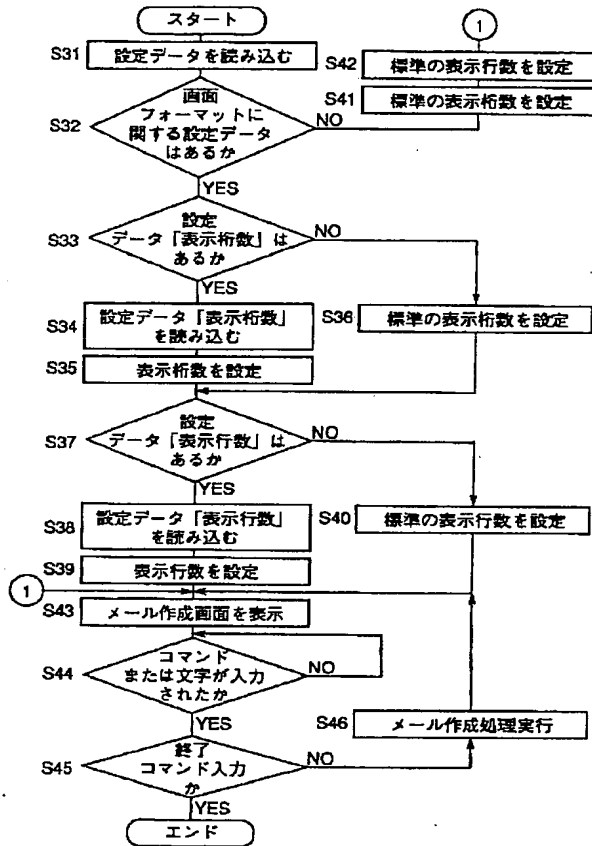 スタート
S31
設定データを読み込む
S32
画面
フォーマットに
関する設定データ
はあるか
NO
YES
1
S42
標準の表示行数を設定
S41
標準の表示桁数を設定
S33
設定
データ「表示桁数」は
あるか
NO
YES
S34
設定データ「表示桁数」
を読み込む
S35
表示桁数を設定
S36
標準の表示桁数を設定
S37
設定
データ「表示行数」は
あるか
NO
YES
S38
設定データ「表示行数」
を読み込む
S39
表示行数を設定
S40
標準の表示行数を設定
1
S43
メール作成画面を表示
S44
コマンド
または文字が入力
されたか
NO
YES
S45
終了
コマンド入力
か
NO
YES
S46
メール作成処理実行
エンド